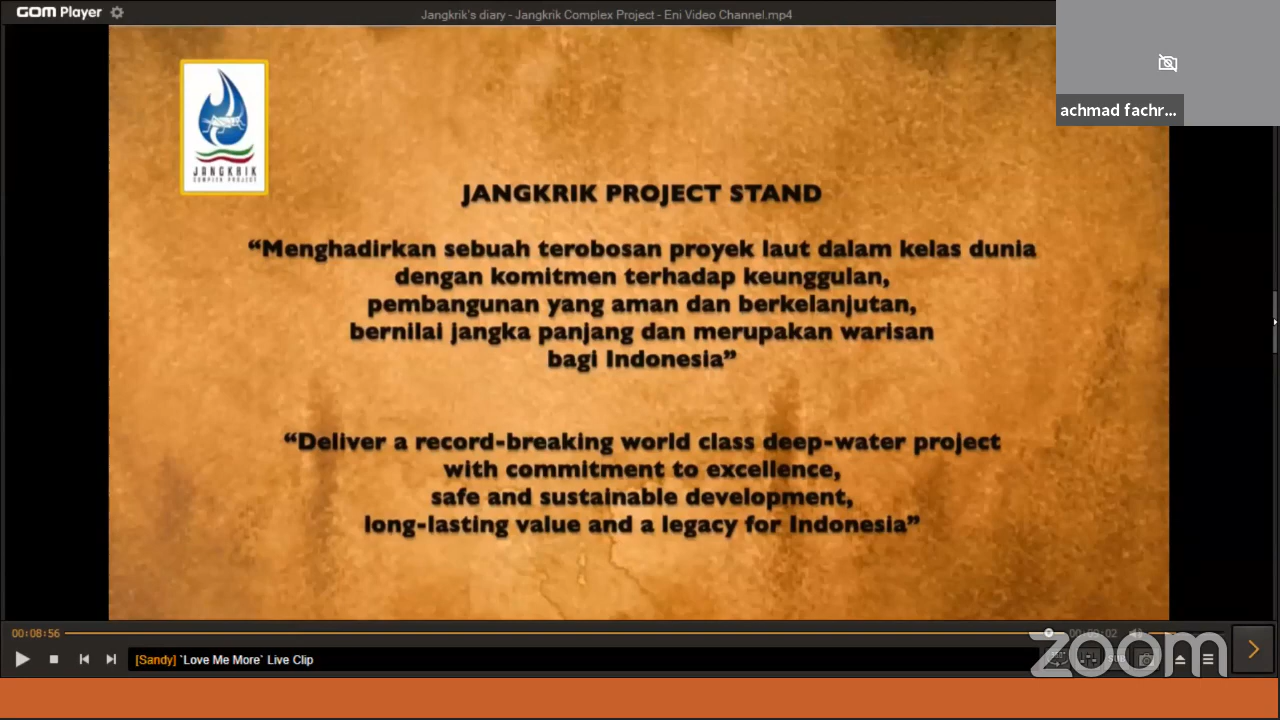 GOM Player
Jangkrik's diary - Jangkrik Complex Project - Eni Video Channel.mp4
achmad fachr...
JANGKRIK
COMPLEX PROJECT
JANGKRIK PROJECT STAND
“Menghadirkan sebuah terobosan proyek laut dalam kelas dunia
dengan komitmen terhadap keunggulan,
pembangunan yang aman dan berkelanjutan,
bernilai jangka panjang dan merupakan warisan
bagi Indonesia”
“Deliver a record-breaking world class deep-water project
with commitment to excellence,
safe and sustainable development,
long-lasting value and a legacy for Indonesia”
00:08:56
[Sandy] `Love Me More` Live Clip
zoom